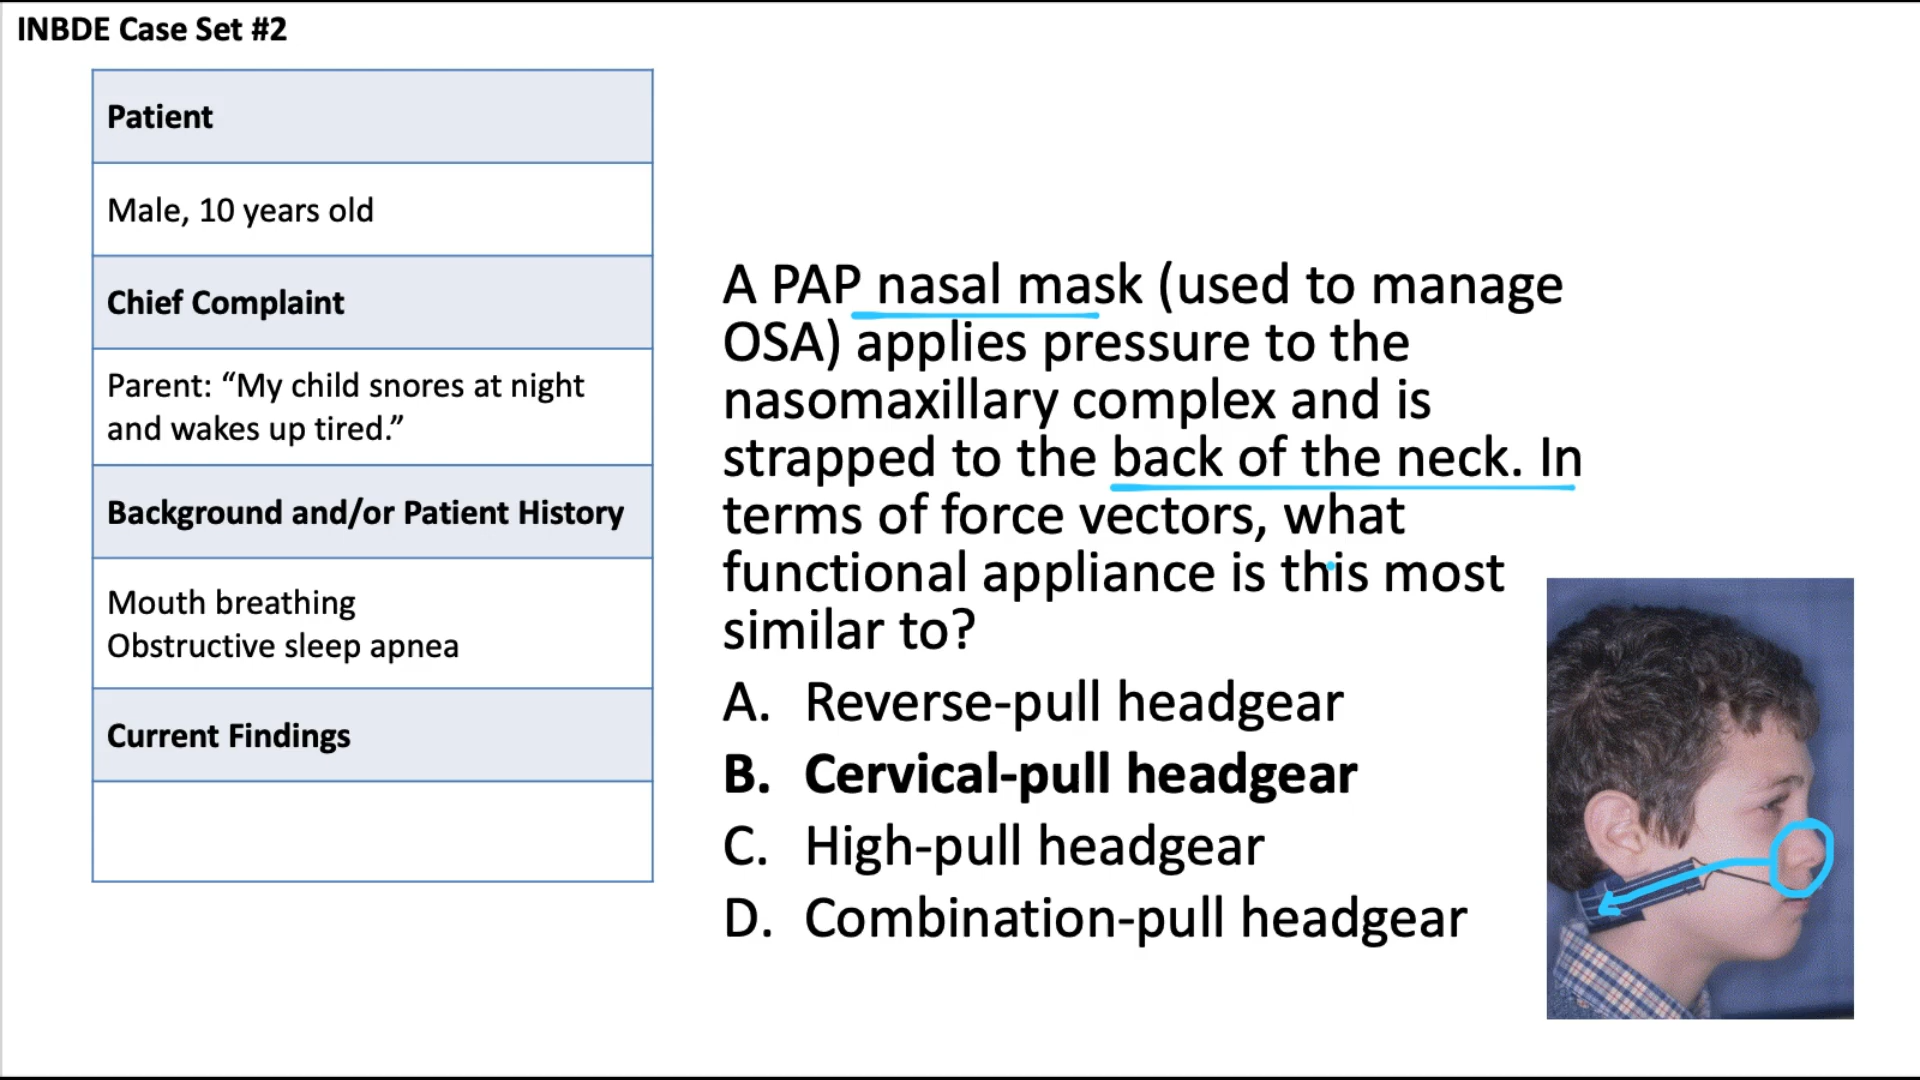 INBDE Case Set #2
Patient
Male, 10 years old
Chief Complaint
Parent: “My child snores at night
and wakes up tired.”
Background and/or Patient History
Mouth breathing
Obstructive sleep apnea
Current Findings
A PAP nasal mask (used to manage
OSA) applies pressure to the
nasomaxillary complex and is
strapped to the back of the neck. In
terms of force vectors, what
functional appliance is this most
similar to?
A. Reverse-pull headgear
B. Cervical-pull headgear
C. High-pull headgear
D. Combination-pull headgear